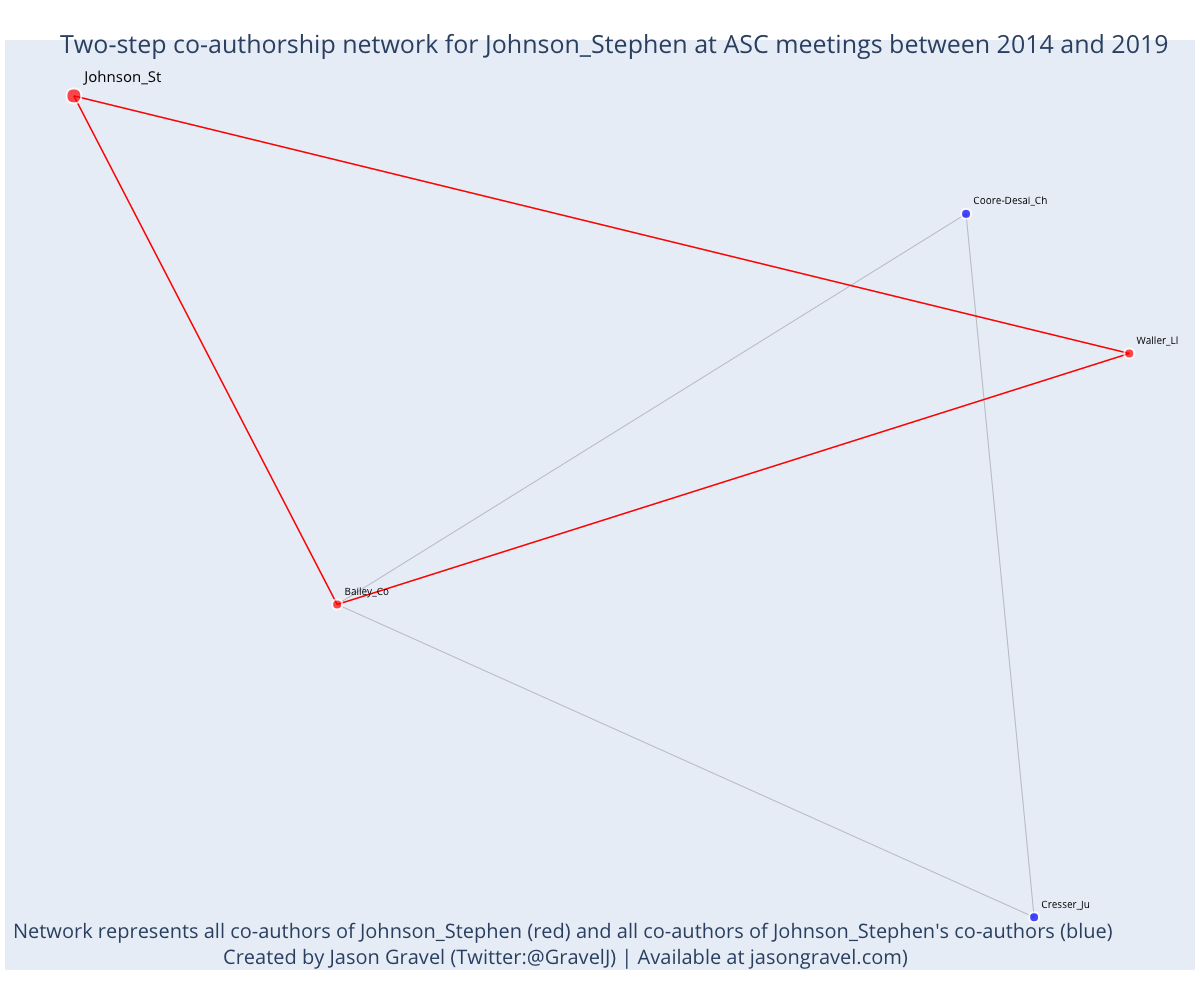 Two-step co-authorship network for Johnson_Stephen at ASC meetings between 2014 and 2019
Johnson_St
Coore-Desai_Ch
Waller_Ll
Bailey_Co
Cresser_Ju
Network represents all co-authors of Johnson_Stephen (red) and all co-authors of Johnson_Stephen's co-authors (blue)
Created by Jason Gravel (Twitter:@GravelJ) | Available at jasongravel.com)